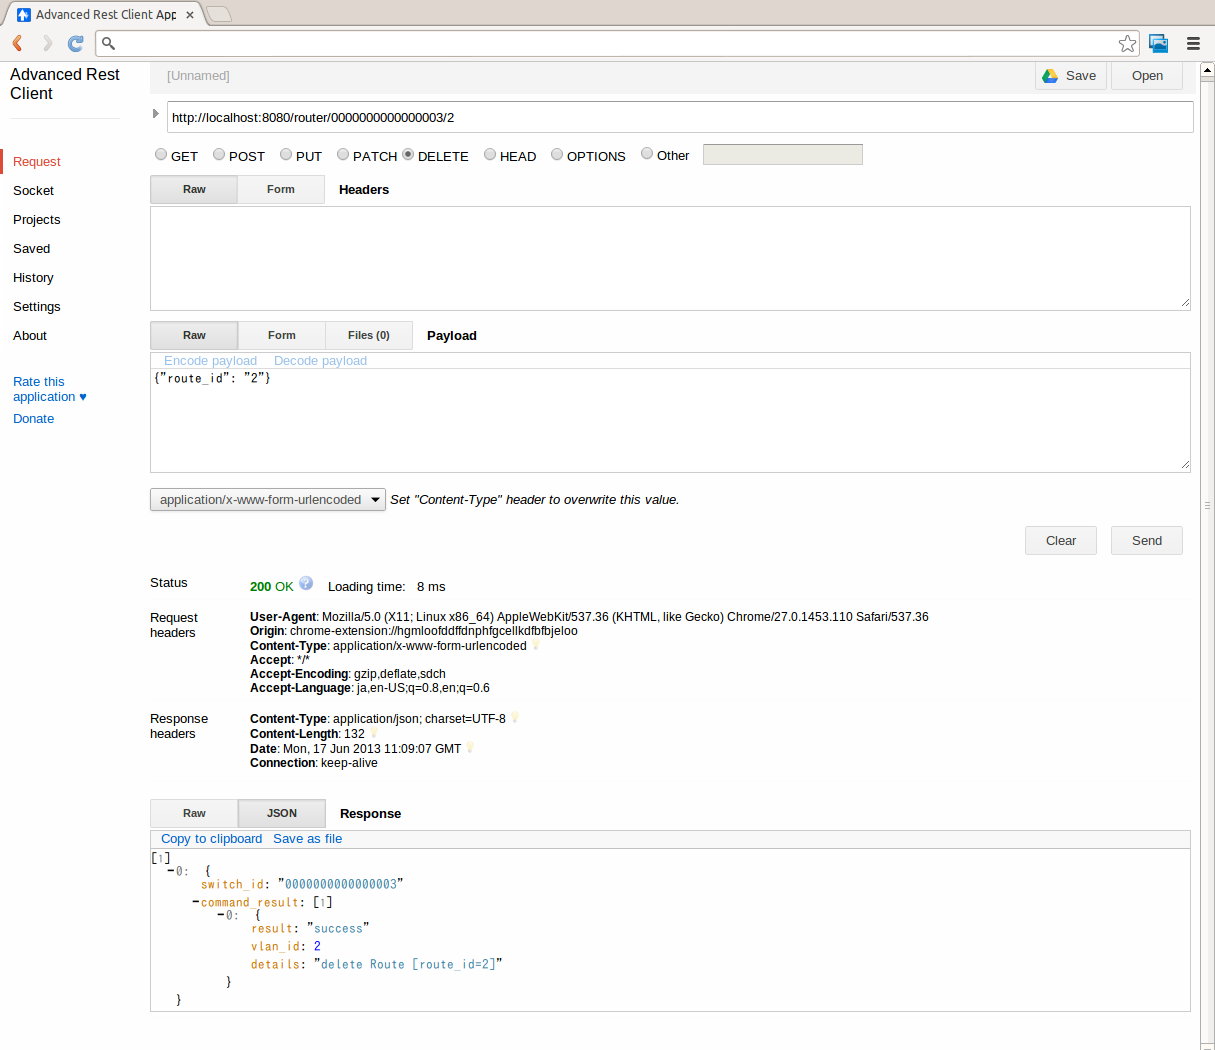 Advanced Rest Client App
Advanced Rest
Client
[Unnamed]
Save
Open
http://localhost:8080/router/0000000000000003/2
GET POST PUT PATCH DELETE HEAD OPTIONS Other
Request
Socket
Projects
Saved
History
Settings
About
Rate this
application ♥
Donate
Raw Form Headers
Raw Form Files (0) Payload
Encode payload Decode payload
{"route_id": "2"}
application/x-www-form-urlencoded Set "Content-Type" header to overwrite this value.
Clear Send
Status 200 OK ? Loading time: 8 ms
Request
headers
User-Agent: Mozilla/5.0 (X11; Linux x86_64) AppleWebKit/537.36 (KHTML, like Gecko) Chrome/27.0.1453.110 Safari/537.36
Origin: chrome-extension://hgmloofddffdnphfgcellkdfbfbjeloo
Content-Type: application/x-www-form-urlencoded
Accept: */*
Accept-Encoding: gzip,deflate,sdch
Accept-Language: ja,en-US;q=0.8,en;q=0.6
Response
headers
Content-Type: application/json; charset=UTF-8
Content-Length: 132
Date: Mon, 17 Jun 2013 11:09:07 GMT
Connection: keep-alive
Raw JSON Response
Copy to clipboard Save as file
[1]
-0: {
switch_id: "0000000000000003"
-command_result: [1]
-0: {
result: "success"
vlan_id: 2
details: "delete Route [route_id=2]"
}
}